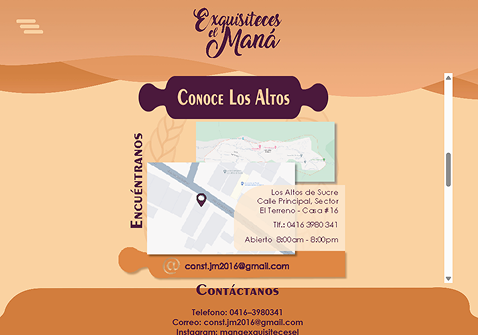 Exquisiteces
el Maná
Conoce Los Altos
Encuéntranos
Los Altos de Sucre
Calle Principal, Sector
El Terreno - Casa #16
Tlf.: 0416 3980 341
Abierto 8:00am - 8:00pm
@ const.jm2016@gmail.com
Contáctanos
Telefono: 0416-3980341
Correo: const.jm2016@gmail.com
Instagram: manaexquisitecesel